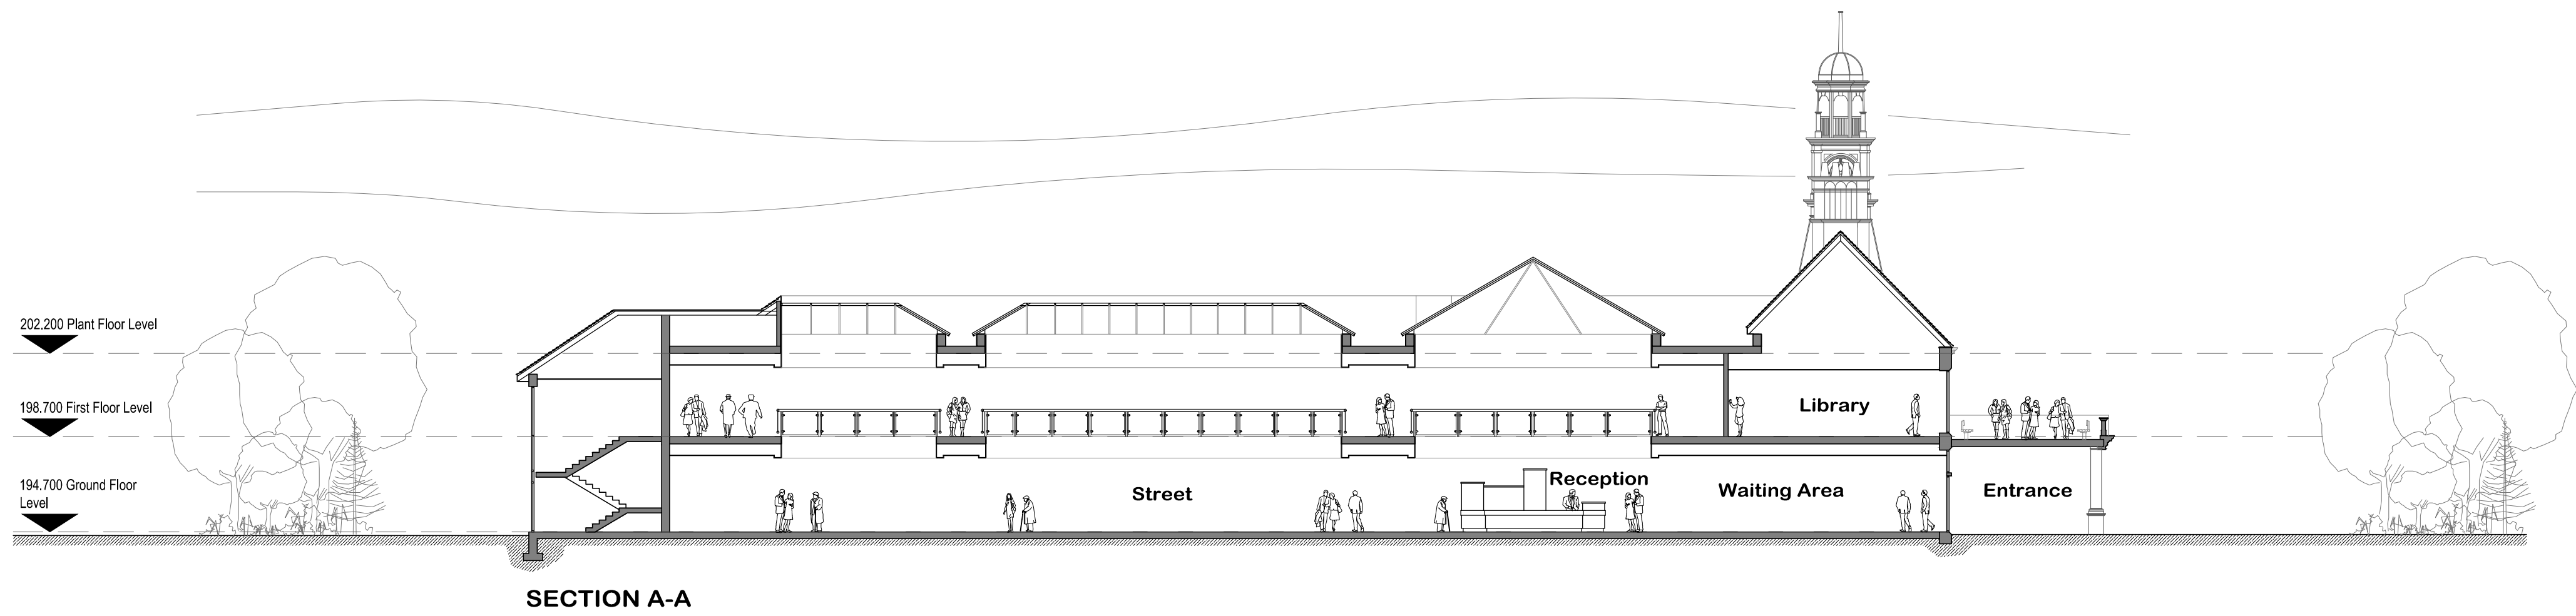 202.200 Plant Floor Level
198.700 First Floor Level
Library
194.700 Ground Floor
Level
Street
Reception
Waiting Area
Entrance
SECTION A-A